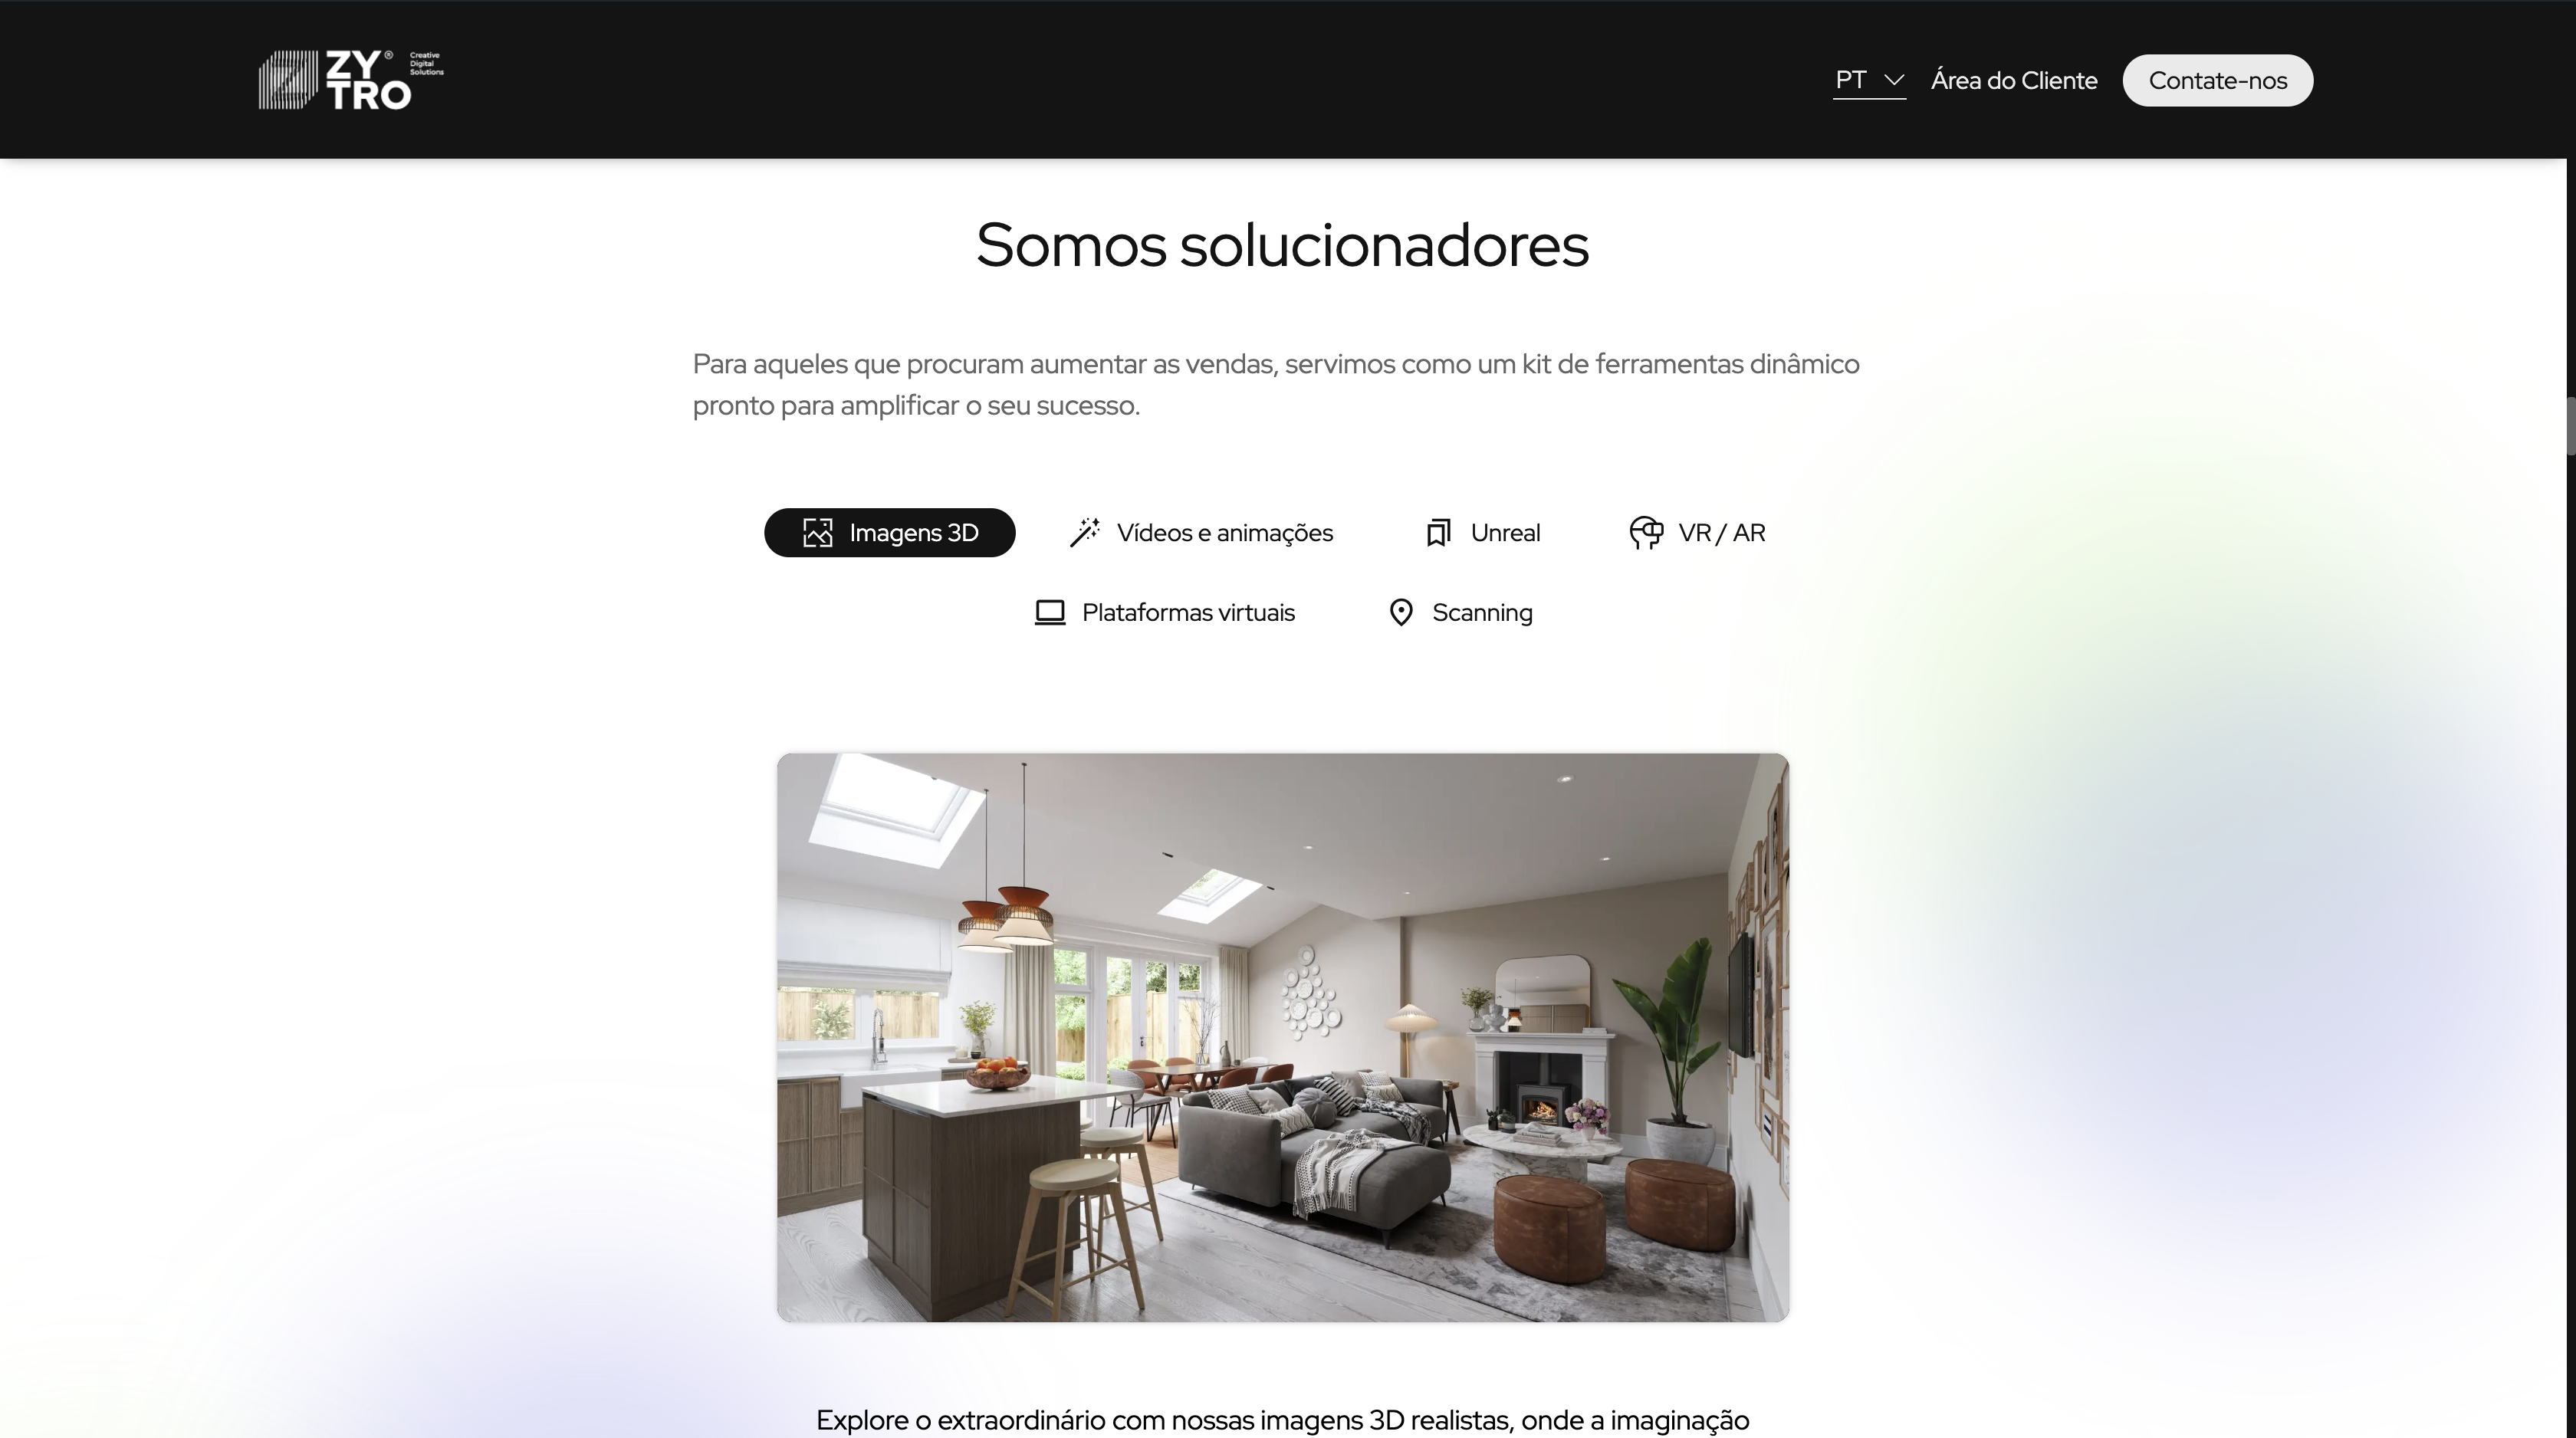 ZY®
TRO
Creative
Digital
Solutions
PT
Área do Cliente
Contate-nos
Somos solucionadores
Para aqueles que procuram aumentar as vendas, servimos como um kit de ferramentas dinâmico
pronto para amplificar o seu sucesso.
Imagens 3D
Vídeos e animações
Unreal
VR / AR
Plataformas virtuais
Scanning
Explore o extraordinário com nossas imagens 3D realistas, onde a imaginação